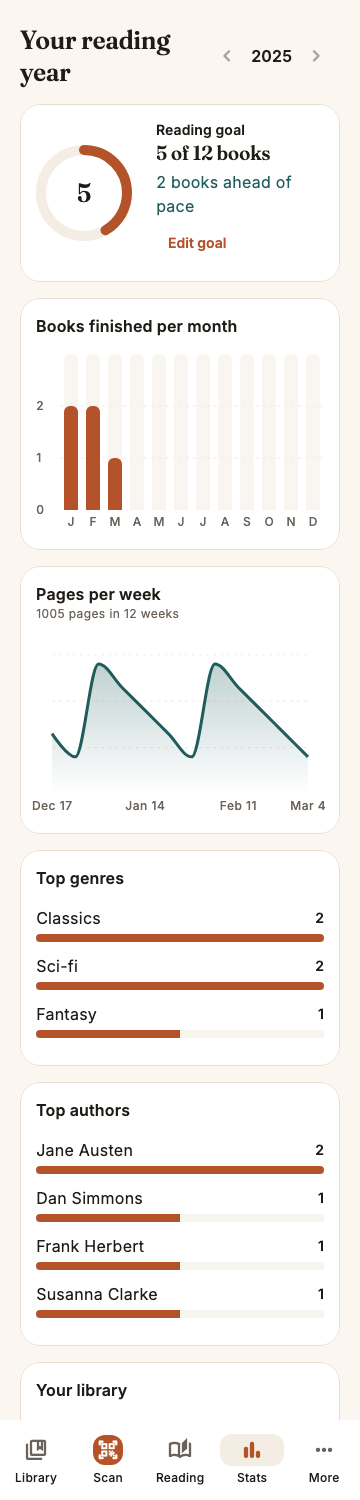 Your reading
year
2025
5
Reading goal
5 of 12 books
2 books ahead of
pace
Edit goal
Books finished per month
2
1
0
J F M A M J J A S O N D
Pages per week
1005 pages in 12 weeks
Dec 17 Jan 14 Feb 11 Mar 4
Top genres
Classics 2
Sci-fi 2
Fantasy 1
Top authors
Jane Austen 2
Dan Simmons 1
Frank Herbert 1
Susanna Clarke 1
Your library
Library Scan Reading Stats More